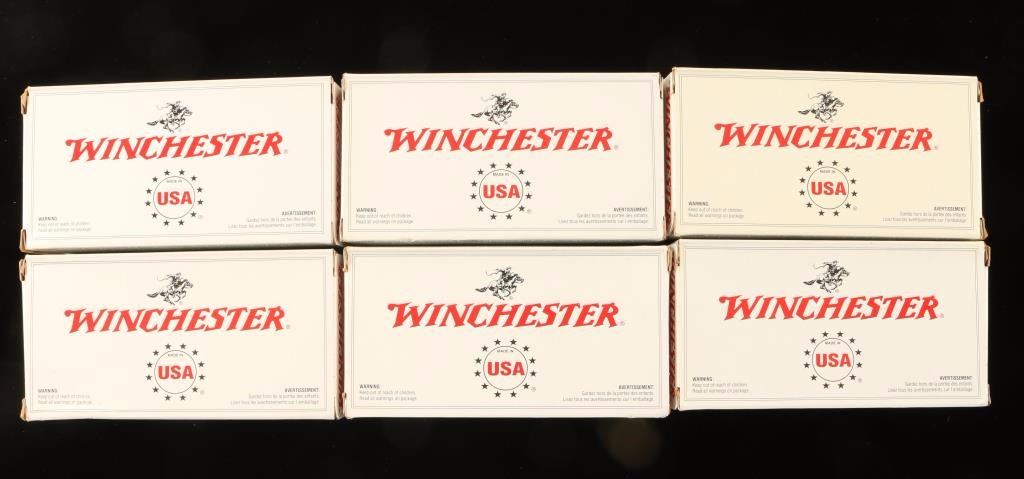 WINCHESTER®
MADE IN
USA
WARNING:
Keep out of reach of children.
Read all warnings on package.
AVERTISSEMENT:
Gardez hors de la portée des enfants.
Lisez tous les avertissements sur l'emballage.
WINCHESTER®
MADE IN
USA
WARNING:
Keep out of reach of children.
Read all warnings on package.
AVERTISSEMENT:
Gardez hors de la portée des enfants.
Lisez tous les avertissements sur l'emballage.
WINCHESTER®
MADE IN
USA
WARNING:
Keep out of reach of children.
Read all warnings on package.
AVERTISSEMENT:
Gardez hors de la portée des enfants.
Lisez tous les avertissements sur l'emballage.
WINCHESTER®
MADE IN
USA
WARNING:
Keep out of reach of children.
Read all warnings on package.
AVERTISSEMENT:
Gardez hors de la portée des enfants.
Lisez tous les avertissements sur l'emballage.
WINCHESTER®
MADE IN
USA
WARNING:
Keep out of reach of children.
Read all warnings on package.
AVERTISSEMENT:
Gardez hors de la portée des enfants.
Lisez tous les avertissements sur l'emballage.
WINCHESTER®
MADE IN
USA
WARNING:
Keep out of reach of children.
Read all warnings on package.
AVERTISSEMENT:
Gardez hors de la portée des enfants.
Lisez tous les avertissements sur l'emballage.